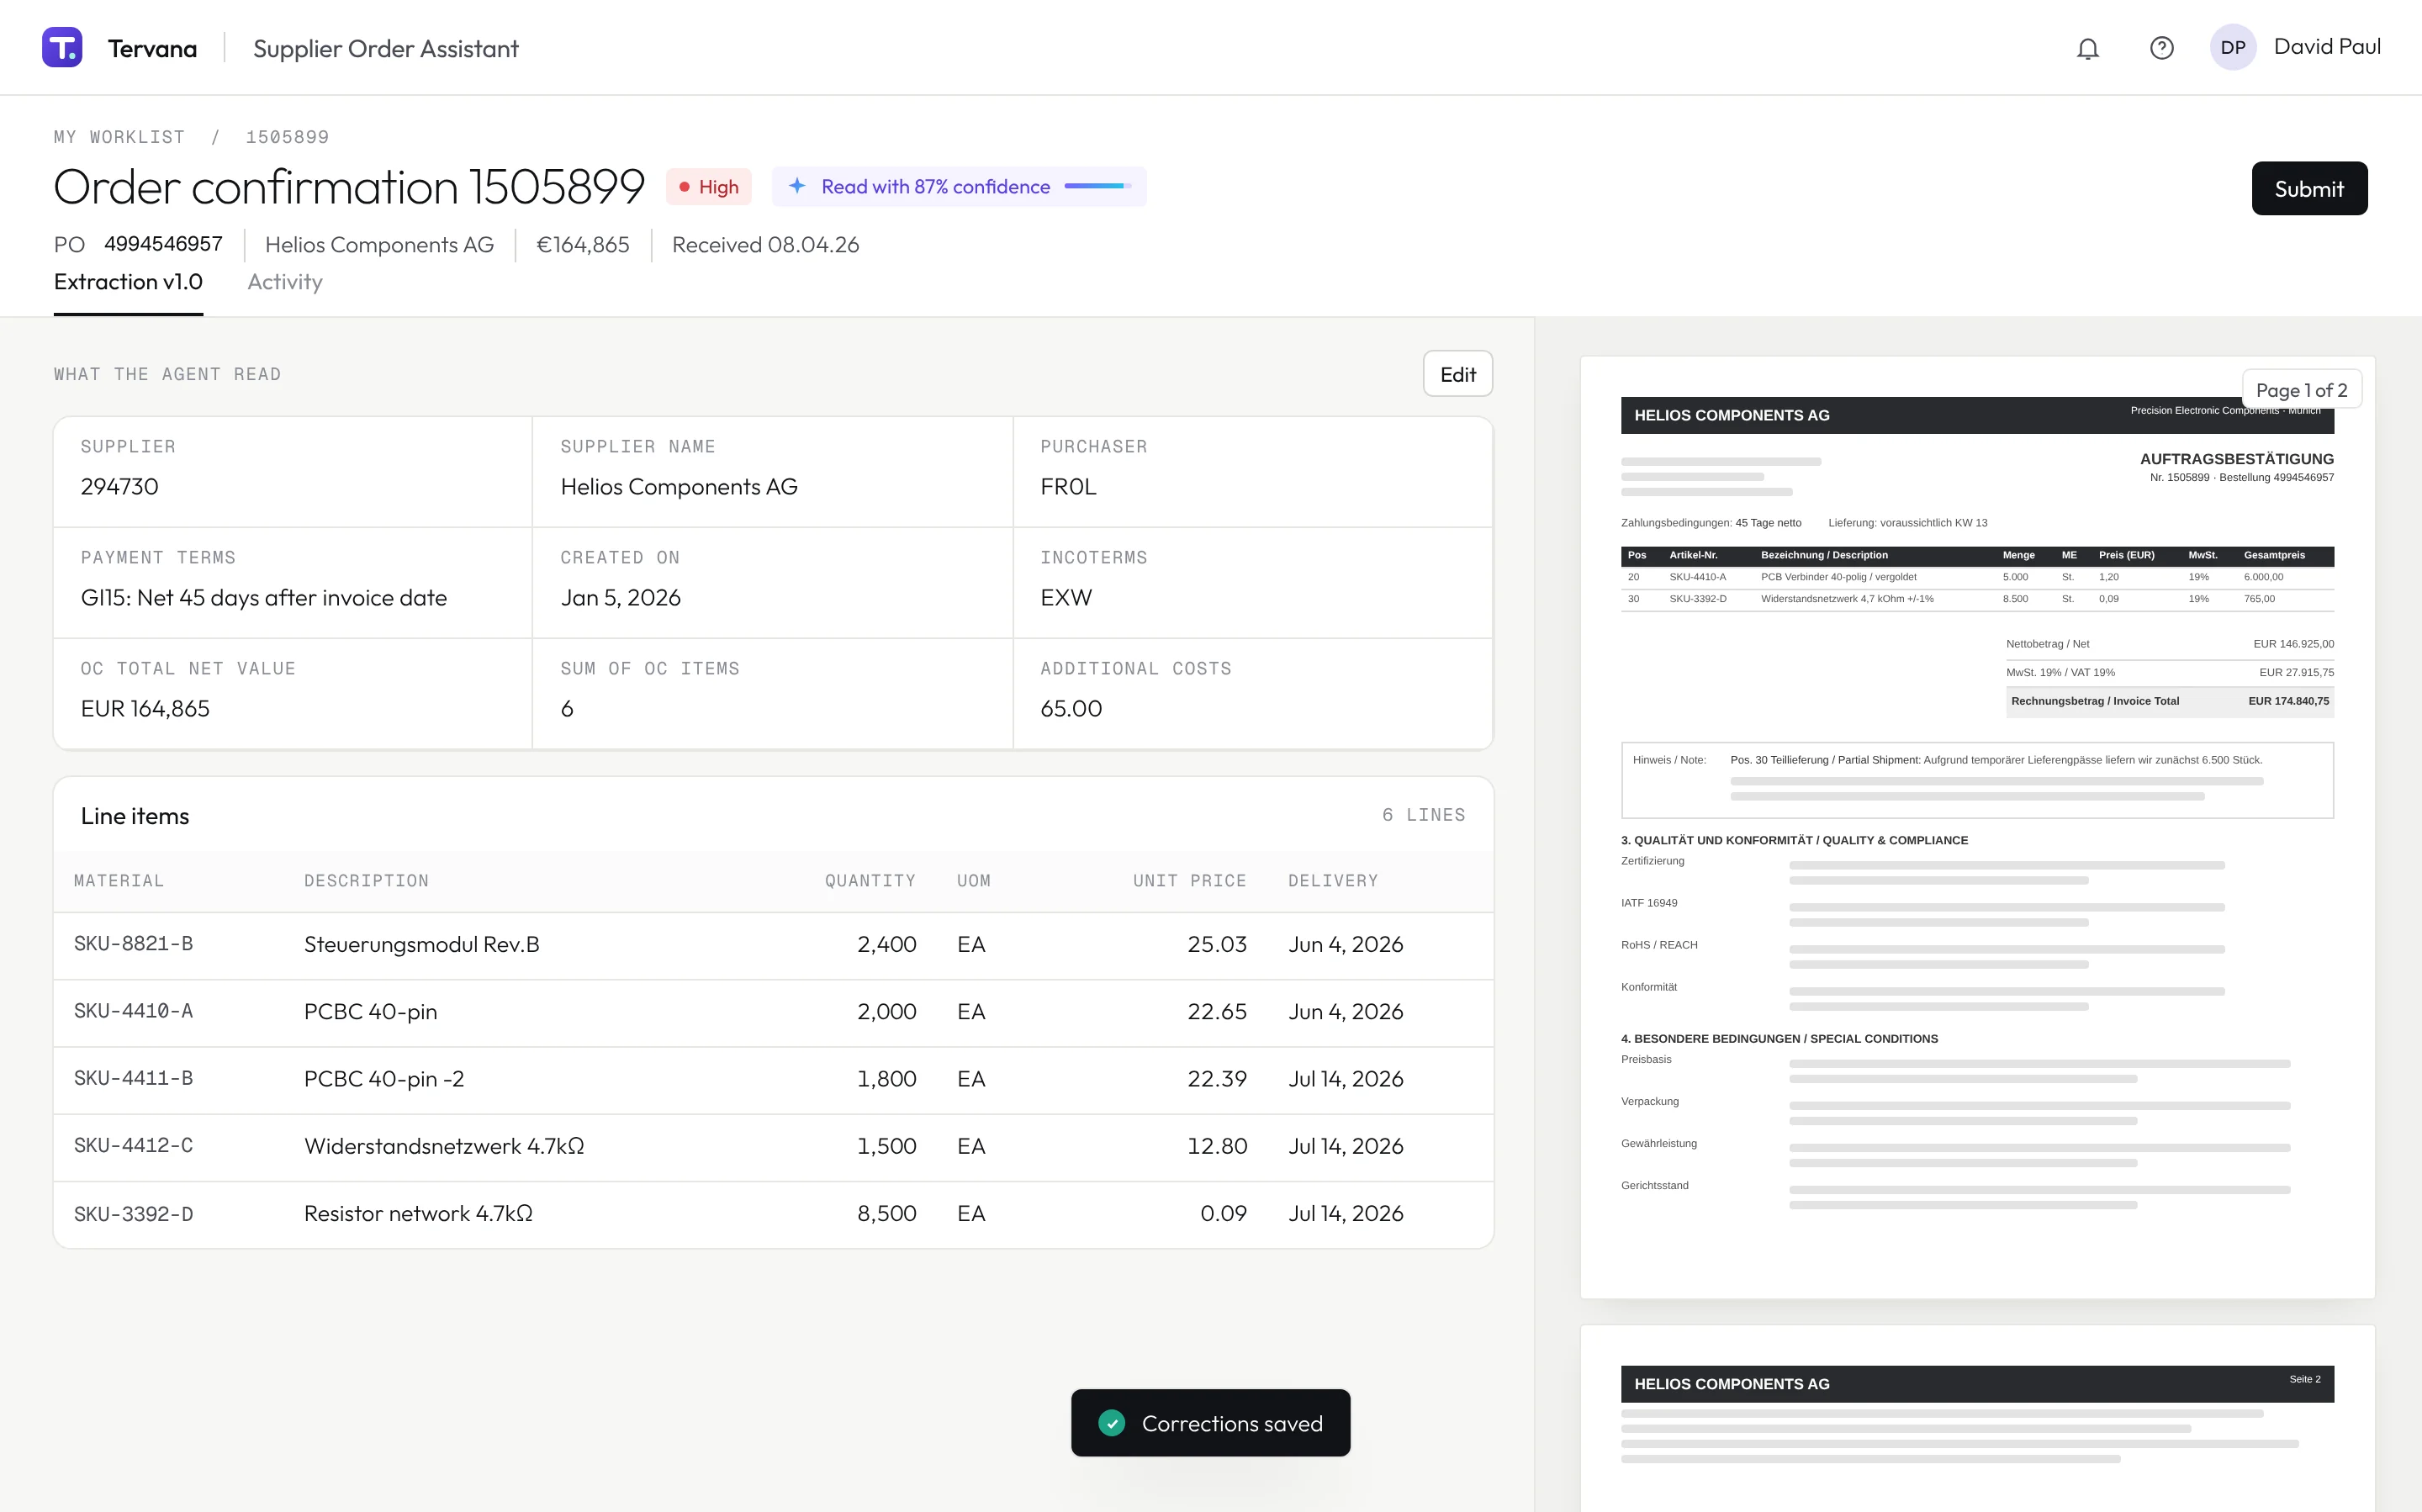 T.
Tervana
Supplier Order Assistant
DP
David Paul
MY WORKLIST / 1505899
Order confirmation 1505899
High
Read with 87% confidence
Submit
PO 4994546957
Helios Components AG
€164,865
Received 08.04.26
Extraction v1.0
Activity
WHAT THE AGENT READ
Edit
SUPPLIER
294730
SUPPLIER NAME
Helios Components AG
PURCHASER
FR0L
PAYMENT TERMS
GI15: Net 45 days after invoice date
CREATED ON
Jan 5, 2026
INCOTERMS
EXW
OC TOTAL NET VALUE
EUR 164,865
SUM OF OC ITEMS
6
ADDITIONAL COSTS
65.00
Line items
6 LINES
MATERIAL DESCRIPTION QUANTITY UOM UNIT PRICE DELIVERY
SKU-8821-B Steuerungsmodul Rev.B 2,400 EA 25.03 Jun 4, 2026
SKU-4410-A PCBC 40-pin 2,000 EA 22.65 Jun 4, 2026
SKU-4411-B PCBC 40-pin -2 1,800 EA 22.39 Jul 14, 2026
SKU-4412-C Widerstandsnetzwerk 4.7kΩ 1,500 EA 12.80 Jul 14, 2026
SKU-3392-D Resistor network 4.7kΩ 8,500 EA 0.09 Jul 14, 2026
Corrections saved
Page 1 of 2
HELIOS COMPONENTS AG
Precision Electronic Components · Munich
AUFTRAGSBESTÄTIGUNG
Nr. 1505899 · Bestellung 4994546957
Zahlungsbedingungen: 45 Tage netto Lieferung: voraussichtlich KW 13
Pos Artikel-Nr. Bezeichnung / Description Menge ME Preis (EUR) MwSt. Gesamtpreis
20 SKU-4410-A PCB Verbinder 40-polig / vergoldet 5.000 St. 1,20 19% 6.000,00
30 SKU-3392-D Widerstandsnetzwerk 4,7 kOhm +/-1% 8.500 St. 0,09 19% 765,00
Nettobetrag / Net EUR 146.925,00
MwSt. 19% / VAT 19% EUR 27.915,75
Rechnungsbetrag / Invoice Total EUR 174.840,75
Hinweis / Note: Pos. 30 Teillieferung / Partial Shipment: Aufgrund temporärer Lieferengpässe liefern wir zunächst 6.500 Stück.
3. QUALITÄT UND KONFORMITÄT / QUALITY & COMPLIANCE
Zertifizierung
IATF 16949
RoHS / REACH
Konformität
4. BESONDERE BEDINGUNGEN / SPECIAL CONDITIONS
Preisbasis
Verpackung
Gewährleistung
Gerichtsstand
HELIOS COMPONENTS AG
Seite 2